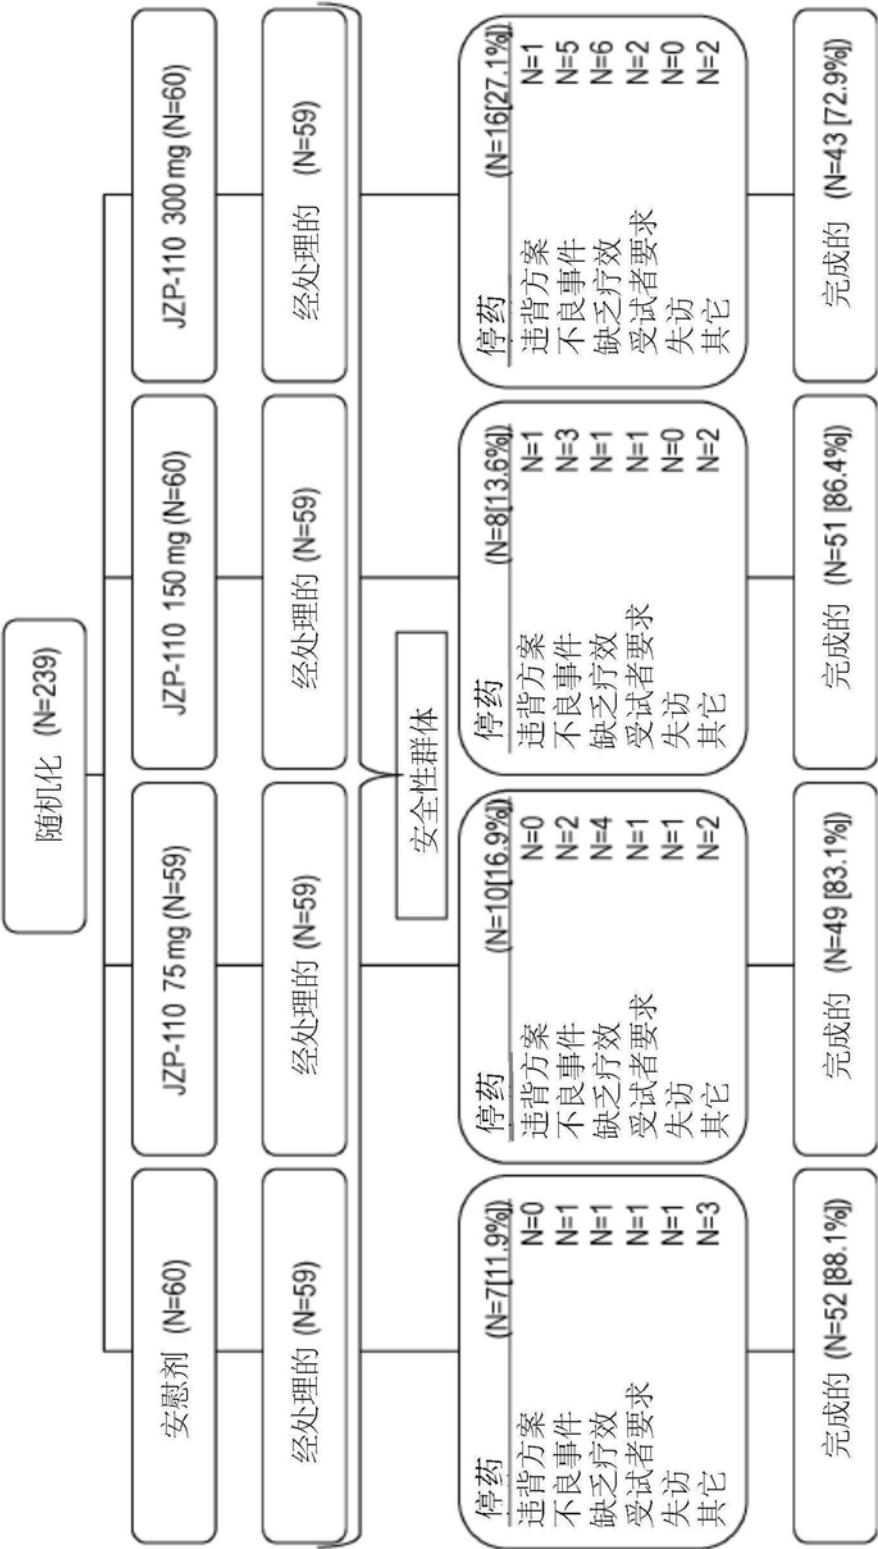 随机化 (N=239)
安慰剂 (N=60)
JZP-110 75 mg (N=59)
JZP-110 150 mg (N=60)
JZP-110 300 mg (N=60)
经处理的 (N=59)
经处理的 (N=59)
经处理的 (N=59)
经处理的 (N=59)
安全性群体
停药 (N=7[11.9%])
违背方案 N=0
不良事件 N=1
缺乏疗效 N=1
受试者要求 N=1
失访 N=1
其它 N=3
停药 (N=10[16.9%])
违背方案 N=0
不良事件 N=2
缺乏疗效 N=4
受试者要求 N=1
失访 N=1
其它 N=2
停药 (N=8[13.6%])
违背方案 N=1
不良事件 N=3
缺乏疗效 N=1
受试者要求 N=1
失访 N=0
其它 N=2
停药 (N=16[27.1%])
违背方案 N=1
不良事件 N=5
缺乏疗效 N=6
受试者要求 N=2
失访 N=0
其它 N=2
完成的 (N=52 [88.1%])
完成的 (N=49 [83.1%])
完成的 (N=51 [86.4%])
完成的 (N=43 [72.9%])